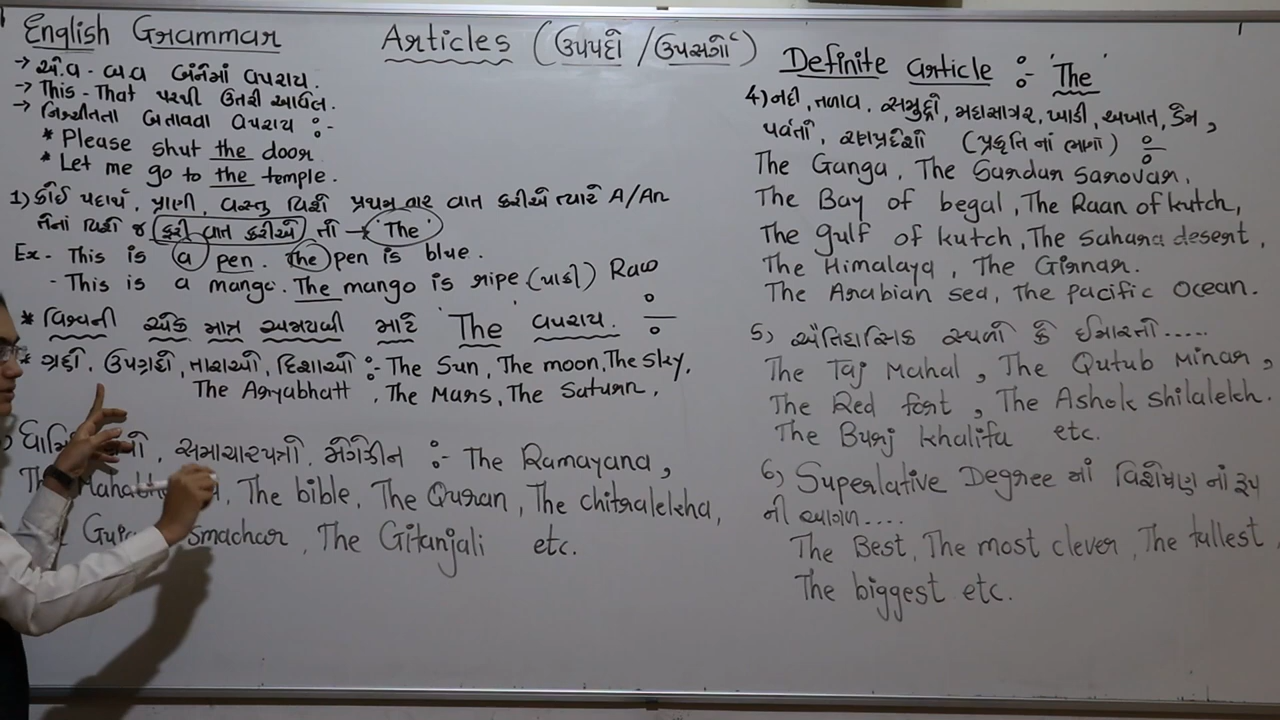 English Grammar
Articles (ઉપપદો /ઉપસર્ગો)
→ એ.વ - બ.વ બંનેમાં વપરાય.
→ This - That પરથી ઉતરી આવેલ.
→ નિશ્ચીતતા બતાવવા વપરાય :-
* Please shut the door
* Let me go to the temple.
1) કોઈ પદાર્થ, પ્રાણી, વસ્તુ વિશે પ્રથમ વાર વાત કરીએ ત્યારે A/An
તેનાં વિશે જ ફરી વાત કરીએ તો → 'The'
Ex - This is a pen. The pen is blue.
- This is a mango. The mango is ripe (પાકી) Raw
* વિશ્વની એક માત્ર અજાયબી માટે 'The' વપરાય. :-
* ગ્રહો, ઉપગ્રહો, તારાઓ, દિશાઓ :- The Sun, The moon, The sky,
The Aryabhatt, The Mars, The Saturn,
સમાચારપત્રો, મેગેઝીન :- The Ramayana,
The bible, The Quran, The chitralekha,
Smachar, The Gitanjali etc.
Definite article :- 'The'
4) નદી, તળાવ, સમુદ્રો, મહાસાગર, ખાડી, અખાત, કેમ,
પર્વતો, રણપ્રદેશો (પ્રકૃતિ નાં ભાગો) :-
The Ganga, The Sardar Sarovar,
The Bay of begal, The Raan of kutch,
The gulf of kutch, The Sahara desert,
The Himalaya, The Girnar.
The Arabian sea, The pacific Ocean.
5) ઐતિહાસિક સ્થળો કે ઈમારતો.....
The Taj Mahal, The Qutub Minar,
The Red fort, The Ashok shilalekh.
The Burj khalifa etc.
6) Superlative Degree માં વિશેષણ નાં રૂપ
ની આગળ....
The Best, The most clever, The tallest,
The biggest etc.